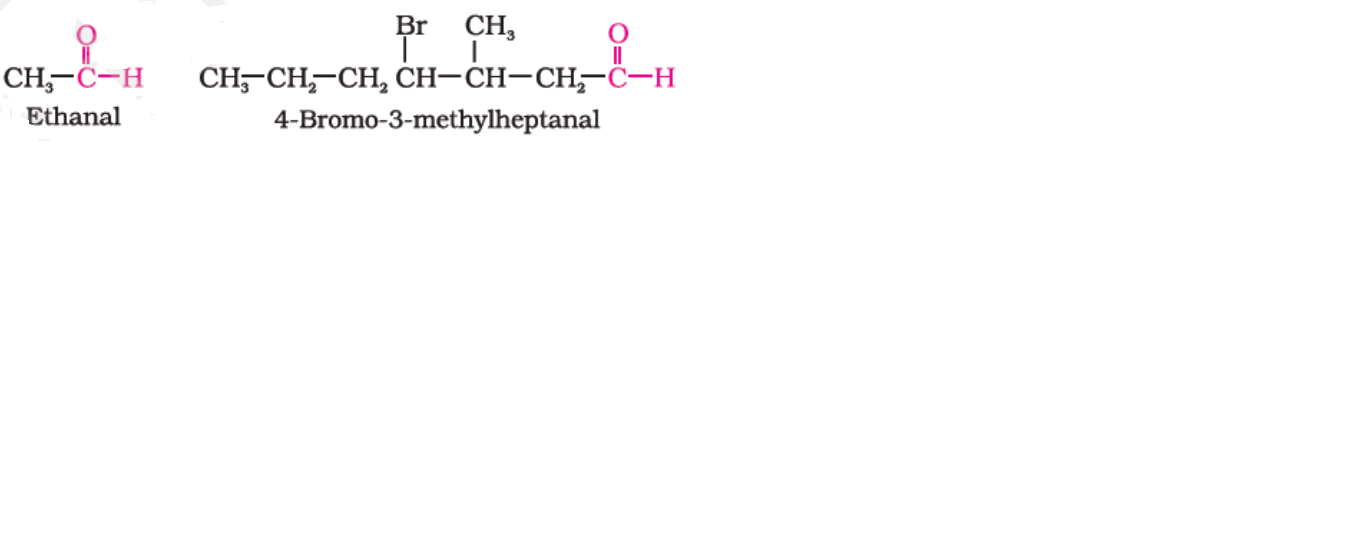 O Br CH₃ O
CH₃—C—H CH₃—CH₂—CH₂ CH—CH—CH₂—C—H
Ethanal 4-Bromo-3-methylheptanal